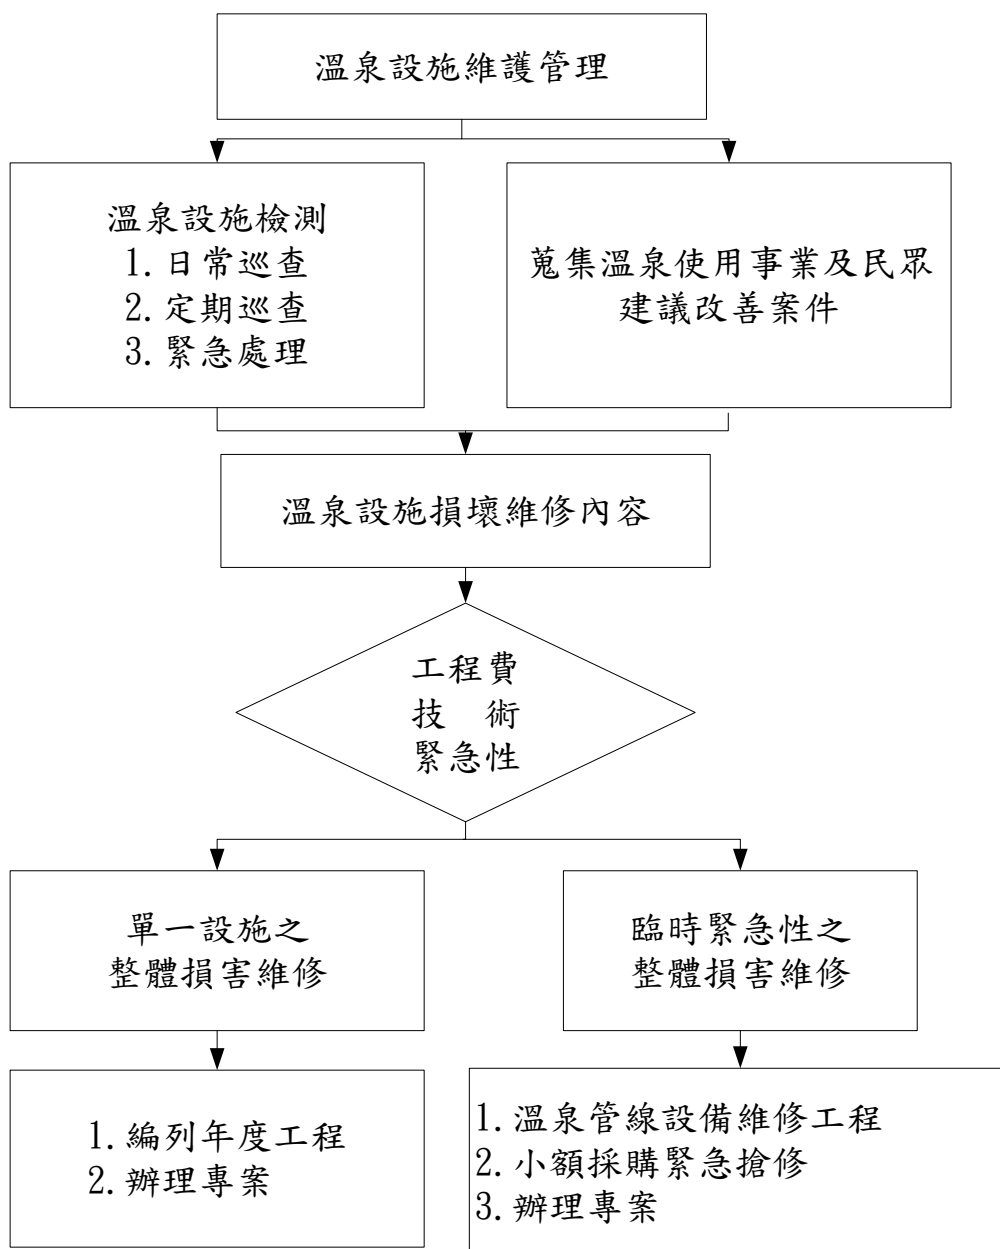 溫泉設施維護管理
溫泉設施檢測
1.日常巡查
2.定期巡查
3.緊急處理
蒐集溫泉使用事業及民眾
建議改善案件
溫泉設施損壞維修內容
工程費
技　術
緊急性
單一設施之
整體損害維修
臨時緊急性之
整體損害維修
1.編列年度工程
2.辦理專案
1.溫泉管線設備維修工程
2.小額採購緊急搶修
3.辦理專案